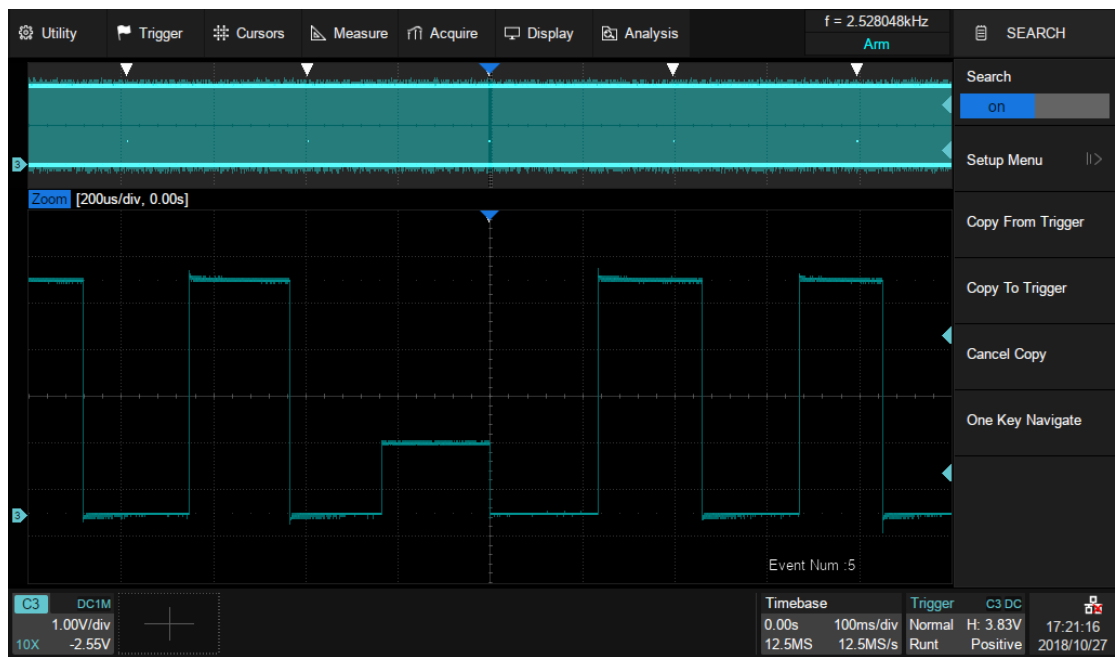 Utility Trigger Cursors Measure Acquire Display Analysis f = 2.528048kHz SEARCH
Arm
Search
on
3
Setup Menu
Zoom [200us/div, 0.00s]
Copy From Trigger
Copy To Trigger
Cancel Copy
One Key Navigate
3
Event Num :5
C3 DC1M
1.00V/div
10X -2.55V
Timebase
0.00s 100ms/div
12.5MS 12.5MS/s
Trigger C3 DC
Normal H: 3.83V
Runt Positive
17:21:16
2018/10/27